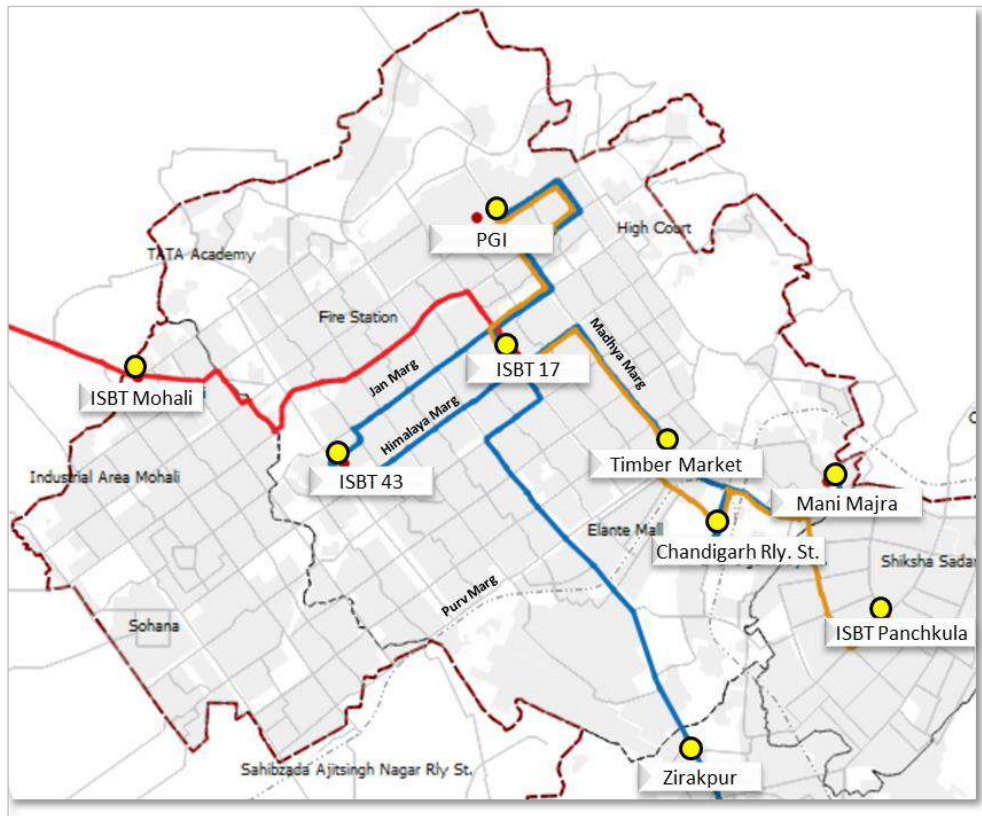 PGI
High Court
TATA Academy
Fire Station
Madhya Marg
ISBT 17
Jan Marg
ISBT Mohali
Himalaya Marg
Timber Market
Industrial Area Mohali
ISBT 43
Mani Majra
Elante Mall
Chandigarh Rly. St.
Shiksha Sadan
Purv Marg
Sohana
ISBT Panchkula
Sahibzada Ajitsingh Nagar Rly St.
Zirakpur